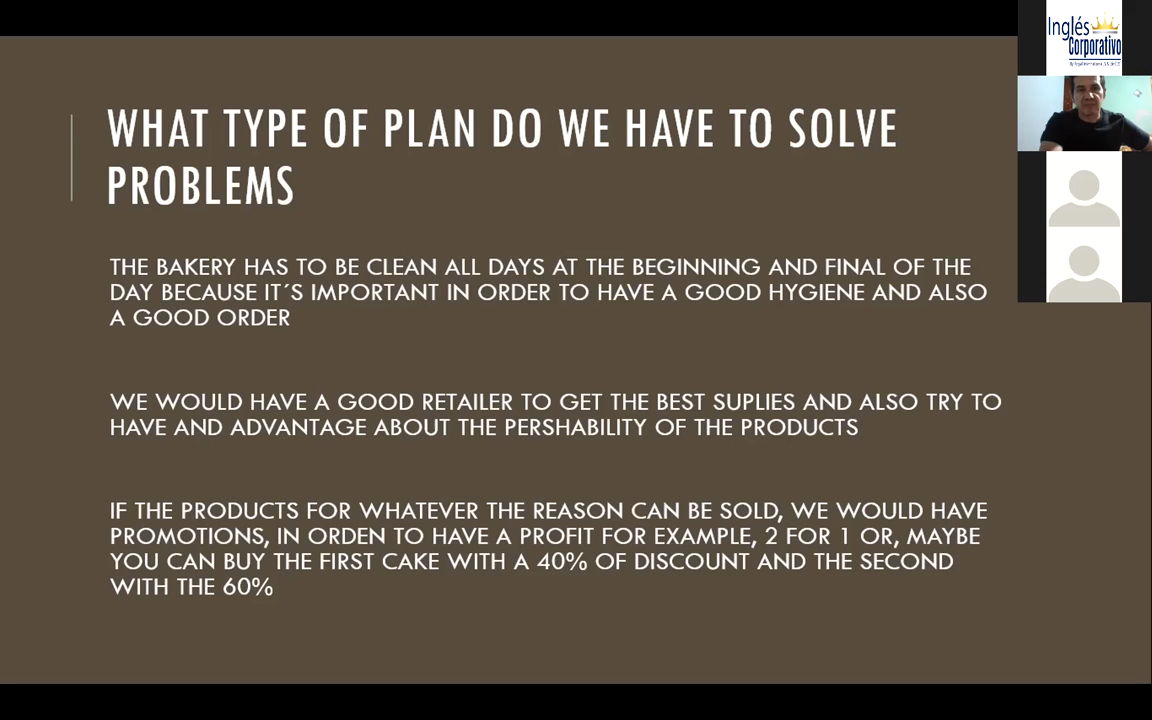 WHAT TYPE OF PLAN DO WE HAVE TO SOLVE
PROBLEMS
THE BAKERY HAS TO BE CLEAN ALL DAYS AT THE BEGINNING AND FINAL OF THE
DAY BECAUSE IT´S IMPORTANT IN ORDER TO HAVE A GOOD HYGIENE AND ALSO
A GOOD ORDER
WE WOULD HAVE A GOOD RETAILER TO GET THE BEST SUPLIES AND ALSO TRY TO
HAVE AND ADVANTAGE ABOUT THE PERSHABILITY OF THE PRODUCTS
IF THE PRODUCTS FOR WHATEVER THE REASON CAN BE SOLD, WE WOULD HAVE
PROMOTIONS, IN ORDEN TO HAVE A PROFIT FOR EXAMPLE, 2 FOR 1 OR, MAYBE
YOU CAN BUY THE FIRST CAKE WITH A 40% OF DISCOUNT AND THE SECOND
WITH THE 60%
Inglés
Corporativo